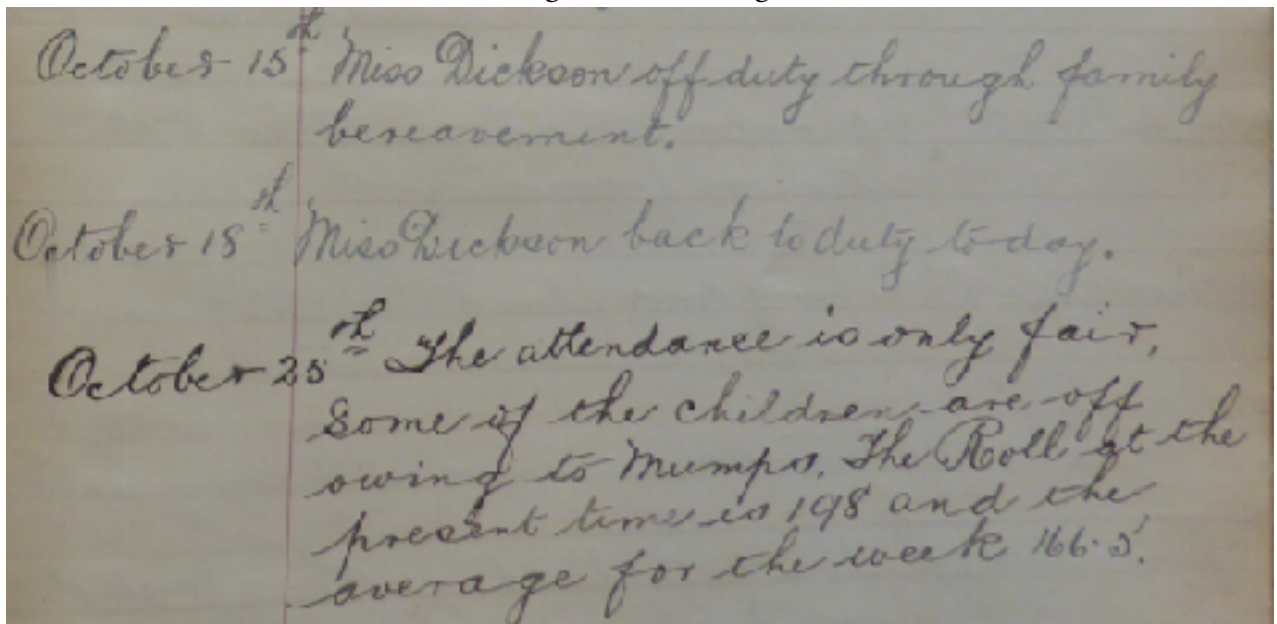 October 15th Miss Dickson off duty through family
bereavement.
October 18th Miss Dickson back to duty to-day.
October 25th The attendance is only fair,
some of the children are off
owing to Mumps. The Roll at the
present time is 198 and the
average for the week 166.5.